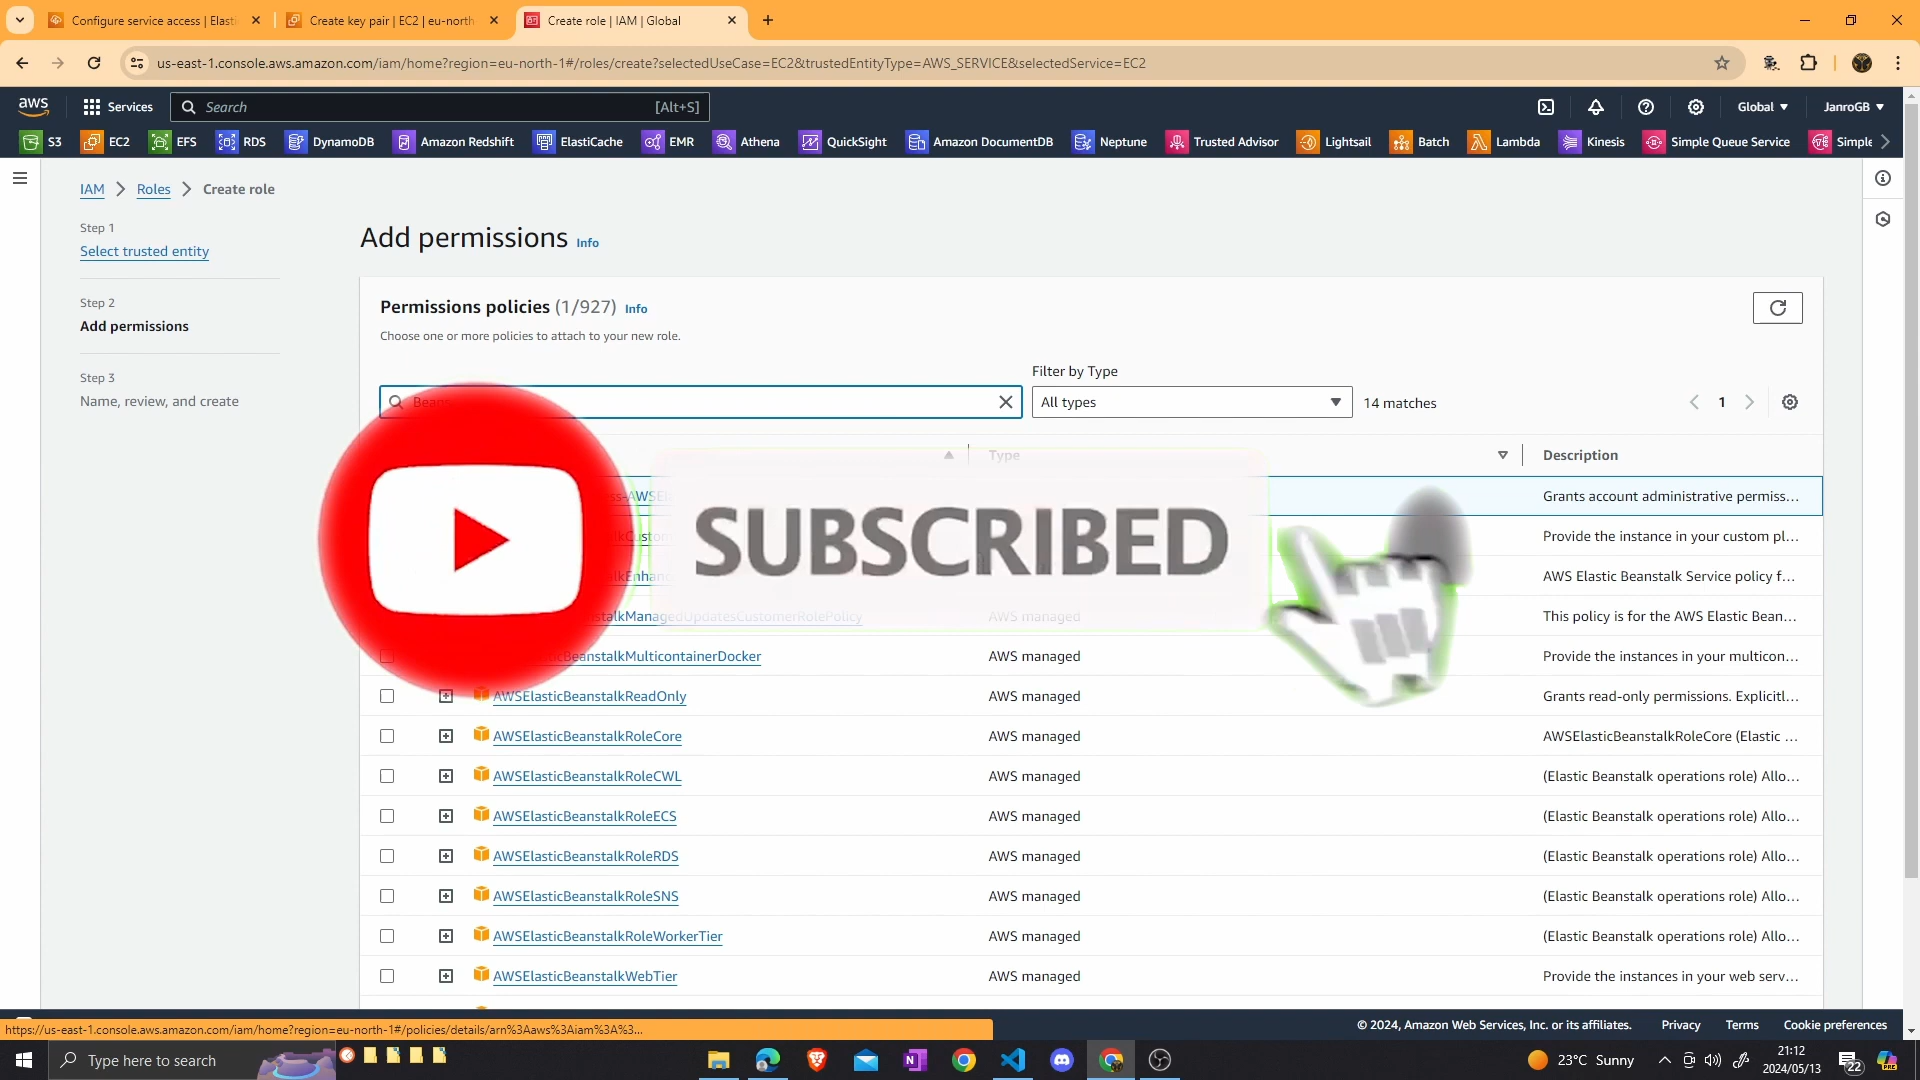 Configure service access | Elast
Create key pair | EC2 | eu-north
Create role | IAM | Global
us-east-1.console.aws.amazon.com/iam/home?region=eu-north-1#/roles/create?selectedUseCase=EC2&trustedEntityType=AWS_SERVICE&selectedService=EC2
aws Services Search [Alt+S] Global JanroGB
S3 EC2 EFS RDS DynamoDB Amazon Redshift ElastiCache EMR Athena QuickSight Amazon DocumentDB Neptune Trusted Advisor Lightsail Batch Lambda Kinesis Simple Queue Service Simple
IAM > Roles > Create role
Step 1
Select trusted entity
Step 2
Add permissions
Step 3
Name, review, and create
Add permissions Info
Permissions policies (1/927) Info
Choose one or more policies to attach to your new role.
Filter by Type
Beans
All types
14 matches
1
Type Description
ss-AWSEl Grants account administrative permiss...
lkCustom Provide the instance in your custom pl...
SUBSCRIBED
lkEnhanc AWS Elastic Beanstalk Service policy f...
stalkManagedUpdatesCustomerRolePolicy AWS managed This policy is for the AWS Elastic Bean...
BeanstalkMulticontainerDocker AWS managed Provide the instances in your multicon...
AWSElasticBeanstalkReadOnly AWS managed Grants read-only permissions. Explicitl...
AWSElasticBeanstalkRoleCore AWS managed AWSElasticBeanstalkRoleCore (Elastic ...
AWSElasticBeanstalkRoleCWL AWS managed (Elastic Beanstalk operations role) Allo...
AWSElasticBeanstalkRoleECS AWS managed (Elastic Beanstalk operations role) Allo...
AWSElasticBeanstalkRoleRDS AWS managed (Elastic Beanstalk operations role) Allo...
AWSElasticBeanstalkRoleSNS AWS managed (Elastic Beanstalk operations role) Allo...
AWSElasticBeanstalkRoleWorkerTier AWS managed (Elastic Beanstalk operations role) Allo...
AWSElasticBeanstalkWebTier AWS managed Provide the instances in your web serv...
https://us-east-1.console.aws.amazon.com/iam/home?region=eu-north-1#/policies/details/arn%3Aaws%3Aiam%3A%3...
© 2024, Amazon Web Services, Inc. or its affiliates. Privacy Terms Cookie preferences
Type here to search
23°C Sunny
21:12
2024/05/13
22